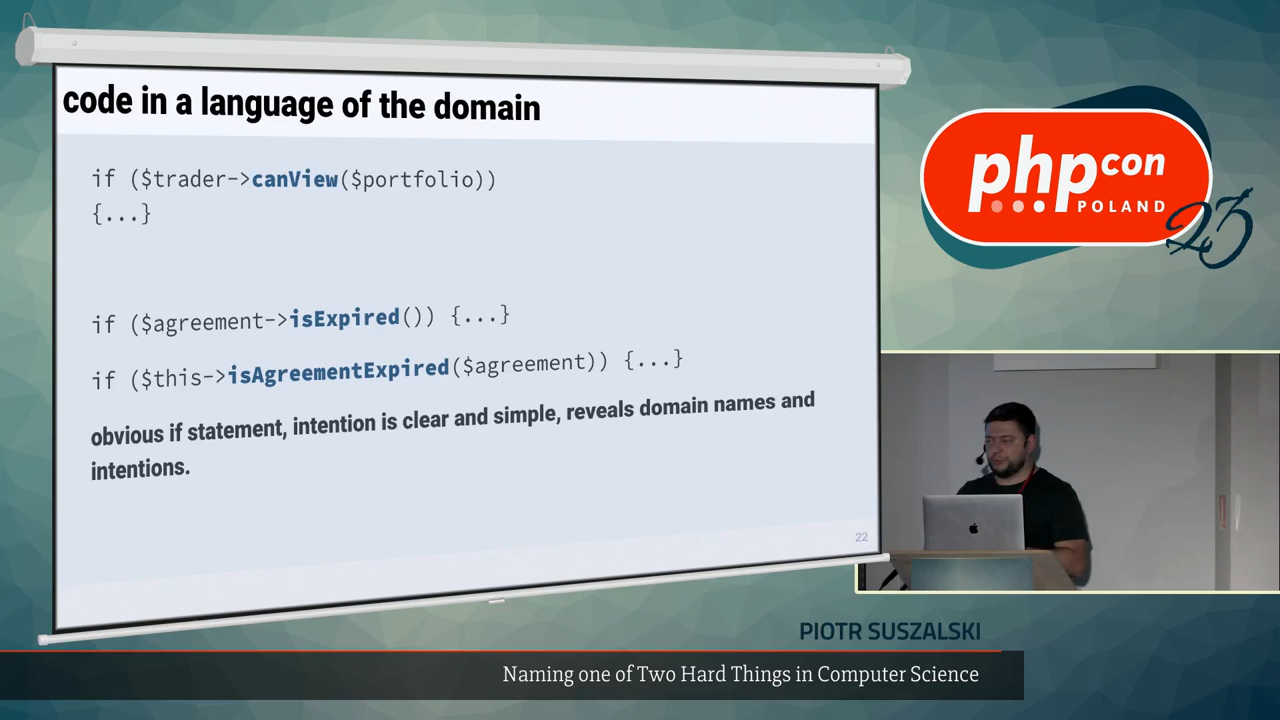 code in a language of the domain
if ($trader->canView($portfolio))
{...}
if ($agreement->isExpired()) {...}
if ($this->isAgreementExpired($agreement)) {...}
obvious if statement, intention is clear and simple, reveals domain names and
intentions.
22
phpcon
POLAND
23
PIOTR SUSZALSKI
Naming one of Two Hard Things in Computer Science